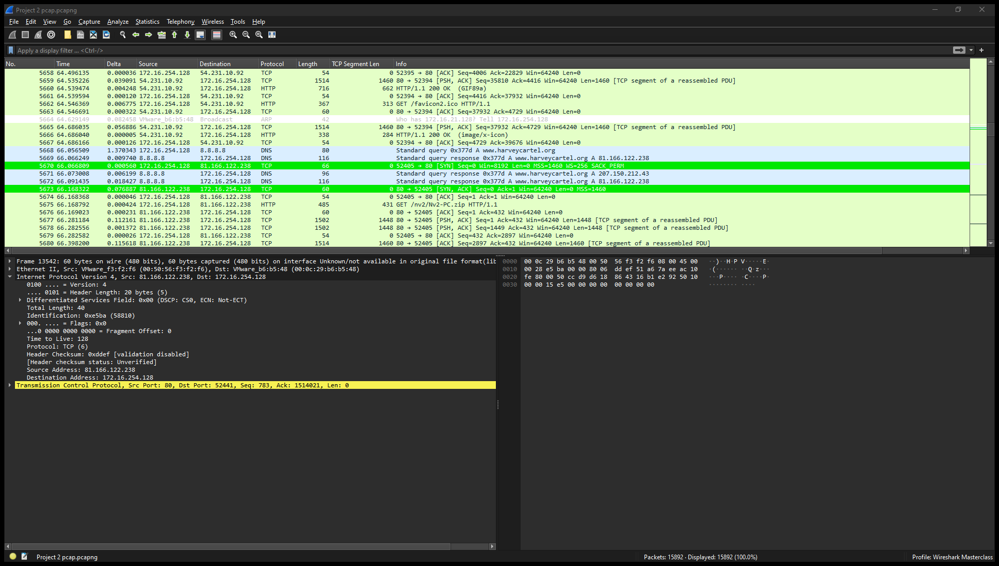 Project 2 pcap.pcapng
File Edit View Go Capture Analyze Statistics Telephony Wireless Tools Help
Apply a display filter ... <Ctrl-/>
No. Time Delta Source Destination Protocol Length TCP Segment Len Info
5658 64.496135 0.000036 172.16.254.128 54.231.10.92 TCP 54 0 52395 → 80 [ACK] Seq=4006 Ack=22829 Win=64240 Len=0
5659 64.535226 0.039091 54.231.10.92 172.16.254.128 TCP 1514 1460 80 → 52394 [PSH, ACK] Seq=35810 Ack=4416 Win=64240 Len=1460 [TCP segment of a reassembled PDU]
5660 64.539474 0.004248 54.231.10.92 172.16.254.128 HTTP 716 662 HTTP/1.1 200 OK (GIF89a)
5661 64.539594 0.000120 172.16.254.128 54.231.10.92 TCP 54 0 52394 → 80 [ACK] Seq=4416 Ack=37932 Win=64240 Len=0
5662 64.546369 0.006775 172.16.254.128 54.231.10.92 HTTP 367 313 GET /favicon2.ico HTTP/1.1
5663 64.546691 0.000322 54.231.10.92 172.16.254.128 TCP 60 0 80 → 52394 [ACK] Seq=37932 Ack=4729 Win=64240 Len=0
5664 64.629149 0.082458 VMware_b6:b5:48 Broadcast ARP 42 Who has 172.16.21.128? Tell 172.16.254.128
5665 64.686035 0.056886 54.231.10.92 172.16.254.128 TCP 1514 1460 80 → 52394 [PSH, ACK] Seq=37932 Ack=4729 Win=64240 Len=1460 [TCP segment of a reassembled PDU]
5666 64.686040 0.000005 54.231.10.92 172.16.254.128 HTTP 338 284 HTTP/1.1 200 OK (image/x-icon)
5667 64.686166 0.000126 172.16.254.128 54.231.10.92 TCP 54 0 52394 → 80 [ACK] Seq=4729 Ack=39676 Win=64240 Len=0
5668 66.056509 1.370343 172.16.254.128 8.8.8.8 DNS 80 Standard query 0x377d A www.harveycartel.org
5669 66.066249 0.009740 8.8.8.8 172.16.254.128 DNS 116 Standard query response 0x377d A www.harveycartel.org A 81.166.122.238
5670 66.066809 0.000560 172.16.254.128 81.166.122.238 TCP 66 0 52405 → 80 [SYN] Seq=0 Win=8192 Len=0 MSS=1460 WS=256 SACK_PERM
5671 66.073008 0.006199 8.8.8.8 172.16.254.128 DNS 96 Standard query response 0x377d A www.harveycartel.org A 207.150.212.43
5672 66.091435 0.018427 8.8.8.8 172.16.254.128 DNS 116 Standard query response 0x377d A www.harveycartel.org A 81.166.122.238
5673 66.168322 0.076887 81.166.122.238 172.16.254.128 TCP 60 0 80 → 52405 [SYN, ACK] Seq=0 Ack=1 Win=64240 Len=0 MSS=1460
5674 66.168368 0.000046 172.16.254.128 81.166.122.238 TCP 54 0 52405 → 80 [ACK] Seq=1 Ack=1 Win=64240 Len=0
5675 66.168792 0.000424 172.16.254.128 81.166.122.238 HTTP 485 431 GET /nv2/Nv2-PC.zip HTTP/1.1
5676 66.169023 0.000231 81.166.122.238 172.16.254.128 TCP 60 0 80 → 52405 [ACK] Seq=1 Ack=432 Win=64240 Len=0
5677 66.281184 0.112161 81.166.122.238 172.16.254.128 TCP 1502 1448 80 → 52405 [PSH, ACK] Seq=1 Ack=432 Win=64240 Len=1448 [TCP segment of a reassembled PDU]
5678 66.282556 0.001372 81.166.122.238 172.16.254.128 TCP 1502 1448 80 → 52405 [PSH, ACK] Seq=1449 Ack=432 Win=64240 Len=1448 [TCP segment of a reassembled PDU]
5679 66.282582 0.000026 172.16.254.128 81.166.122.238 TCP 54 0 52405 → 80 [ACK] Seq=432 Ack=2897 Win=64240 Len=0
5680 66.398200 0.115618 81.166.122.238 172.16.254.128 TCP 1514 1460 80 → 52405 [PSH, ACK] Seq=2897 Ack=432 Win=64240 Len=1460 [TCP segment of a reassembled PDU]
Frame 13542: 60 bytes on wire (480 bits), 60 bytes captured (480 bits) on interface Unknown/not available in original file format(lib
Ethernet II, Src: VMware_f3:f2:f6 (00:50:56:f3:f2:f6), Dst: VMware_b6:b5:48 (00:0c:29:b6:b5:48)
Internet Protocol Version 4, Src: 81.166.122.238, Dst: 172.16.254.128
0100 .... = Version: 4
.... 0101 = Header Length: 20 bytes (5)
Differentiated Services Field: 0x00 (DSCP: CS0, ECN: Not-ECT)
Total Length: 40
Identification: 0xe5ba (58810)
000. .... = Flags: 0x0
...0 0000 0000 0000 = Fragment Offset: 0
Time to Live: 128
Protocol: TCP (6)
Header Checksum: 0xddef [validation disabled]
[Header checksum status: Unverified]
Source Address: 81.166.122.238
Destination Address: 172.16.254.128
Transmission Control Protocol, Src Port: 80, Dst Port: 52441, Seq: 783, Ack: 1514021, Len: 0
0000 00 0c 29 b6 b5 48 00 50 56 f3 f2 f6 08 00 45 00 ··)··H·P V·····E·
0010 00 28 e5 ba 00 00 80 06 dd ef 51 a6 7a ee ac 10 ·(······ ··Q·z···
0020 fe 80 00 50 cc d9 d6 18 86 43 16 b1 e2 92 50 10 ···P···· ·C····P·
0030 00 00 15 e5 00 00 00 00 00 00 00 00 ········ ····
Project 2 pcap.pcapng
Packets: 15892 · Displayed: 15892 (100.0%)
Profile: Wireshark Masterclass